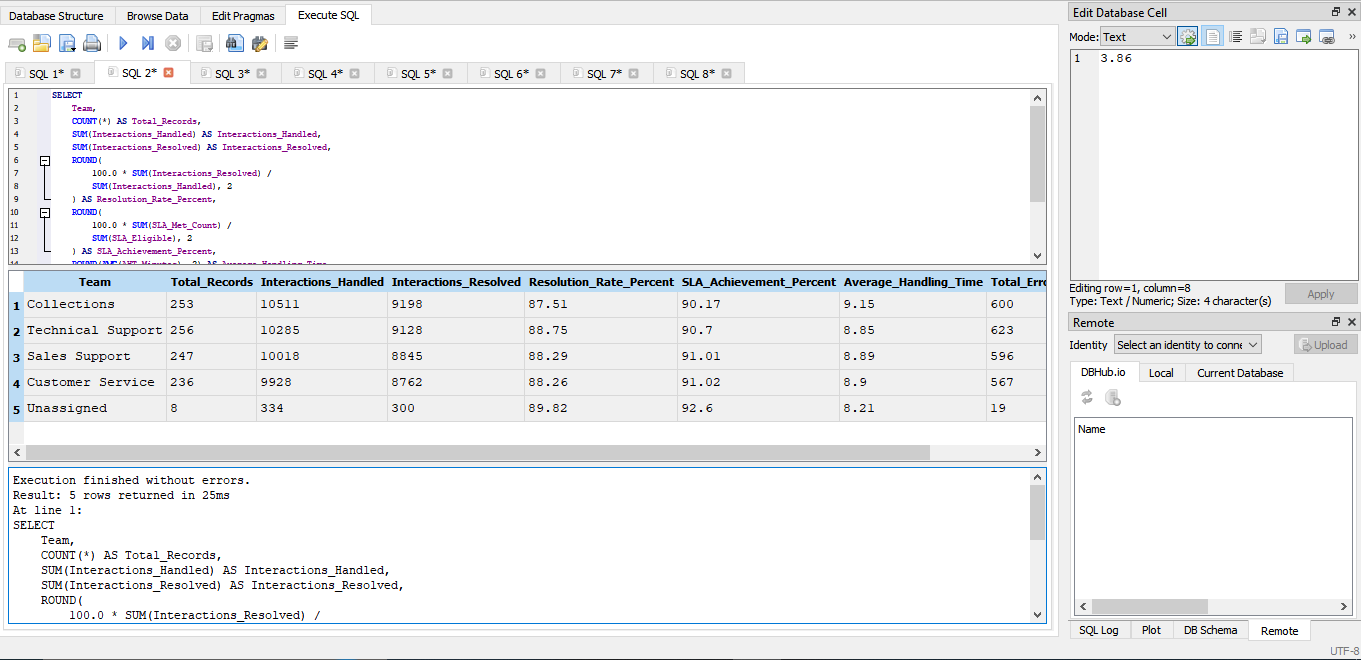 Database Structure Browse Data Edit Pragmas Execute SQL
SQL 1* SQL 2* SQL 3* SQL 4* SQL 5* SQL 6* SQL 7* SQL 8*
1 SELECT
2 Team,
3 COUNT(*) AS Total_Records,
4 SUM(Interactions_Handled) AS Interactions_Handled,
5 SUM(Interactions_Resolved) AS Interactions_Resolved,
6 ROUND(
7 100.0 * SUM(Interactions_Resolved) /
8 SUM(Interactions_Handled), 2
9 ) AS Resolution_Rate_Percent,
10 ROUND(
11 100.0 * SUM(SLA_Met_Count) /
12 SUM(SLA_Eligible), 2
13 ) AS SLA_Achievement_Percent,
14 ROUND(AVG(AHT_Minutes), 2) AS Average_Handling_Time
Team Total_Records Interactions_Handled Interactions_Resolved Resolution_Rate_Percent SLA_Achievement_Percent Average_Handling_Time Total_Erro
1 Collections 253 10511 9198 87.51 90.17 9.15 600
2 Technical Support 256 10285 9128 88.75 90.7 8.85 623
3 Sales Support 247 10018 8845 88.29 91.01 8.89 596
4 Customer Service 236 9928 8762 88.26 91.02 8.9 567
5 Unassigned 8 334 300 89.82 92.6 8.21 19
Execution finished without errors.
Result: 5 rows returned in 25ms
At line 1:
SELECT
Team,
COUNT(*) AS Total_Records,
SUM(Interactions_Handled) AS Interactions_Handled,
SUM(Interactions_Resolved) AS Interactions_Resolved,
ROUND(
100.0 * SUM(Interactions_Resolved) /
Edit Database Cell
Mode: Text
1 3.86
Editing row=1, column=8
Type: Text / Numeric; Size: 4 character(s)
Apply
Remote
Identity Select an identity to conne Upload
DBHub.io Local Current Database
Name
SQL Log Plot DB Schema Remote
UTF-8